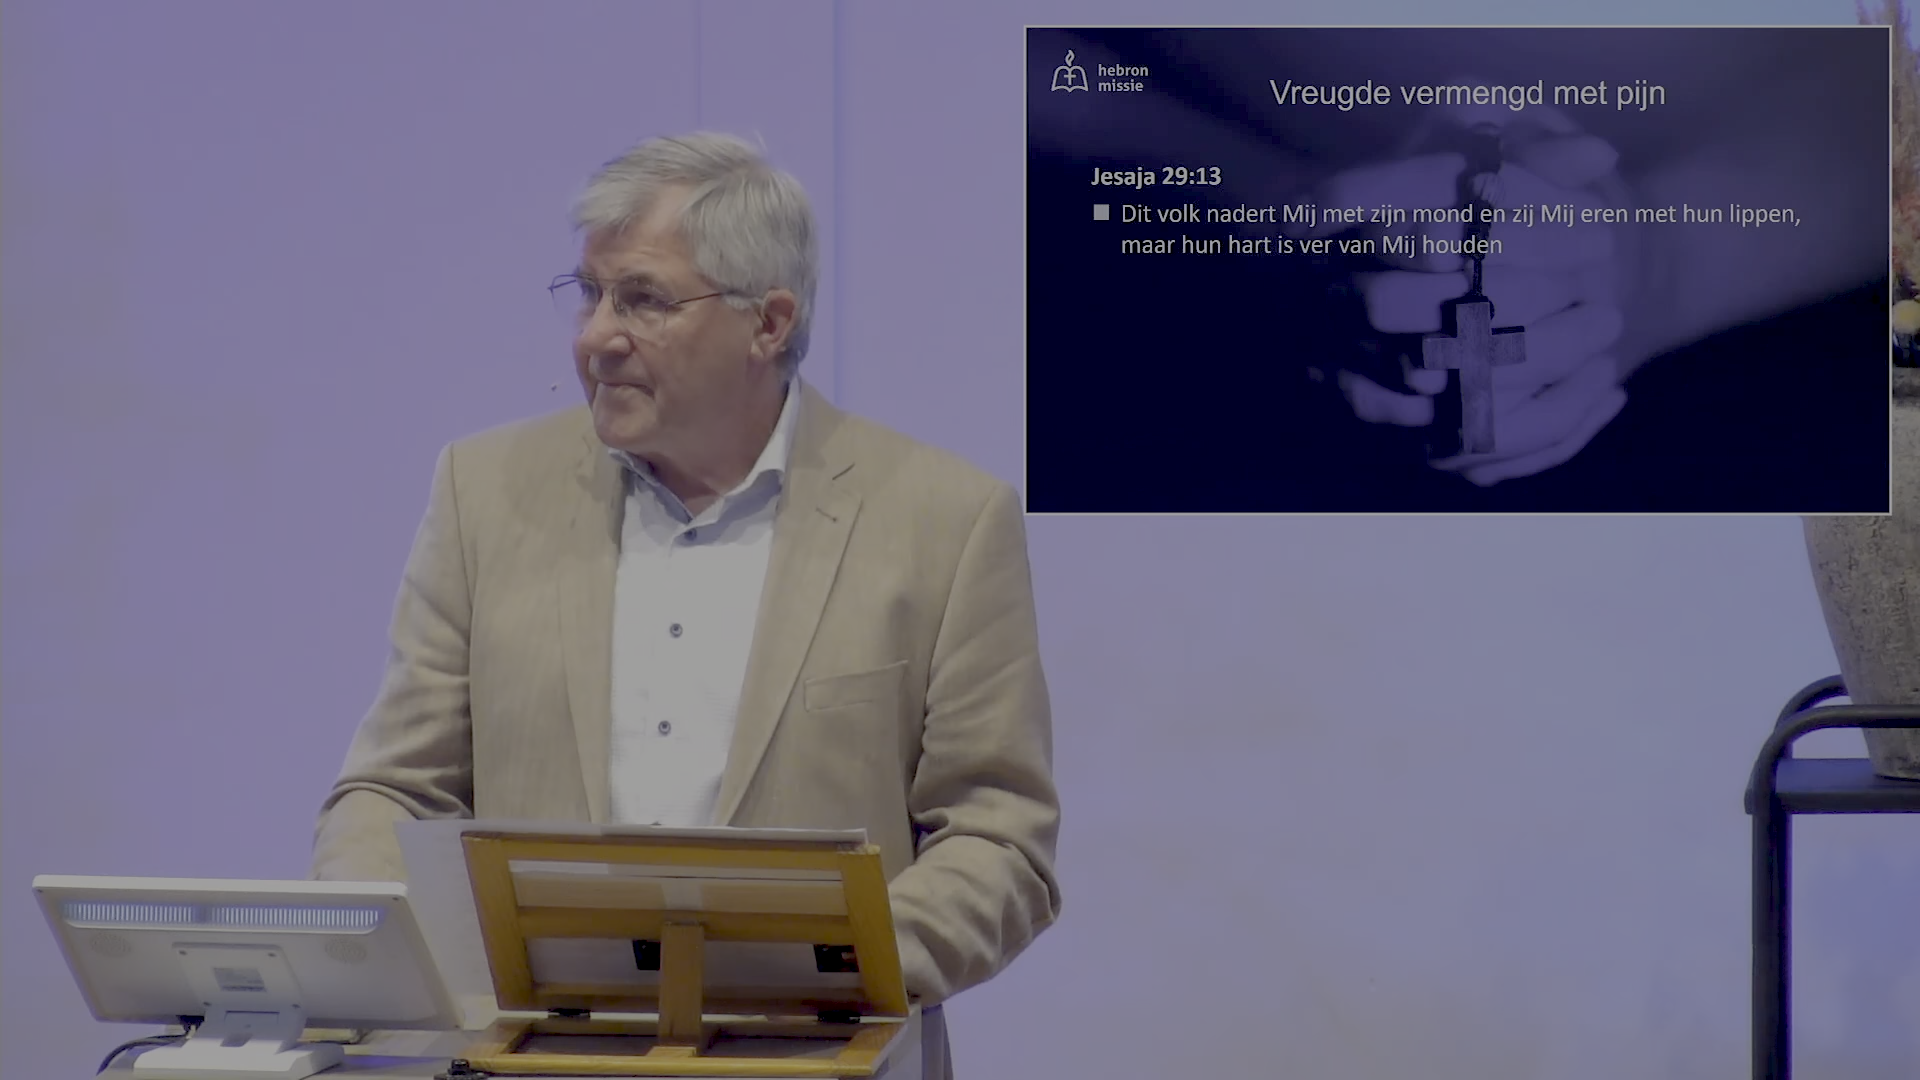 hebron
missie
Vreugde vermengd met pijn
Jesaja 29:13
Dit volk nadert Mij met zijn mond en zij Mij eren met hun lippen,
maar hun hart is ver van Mij houden